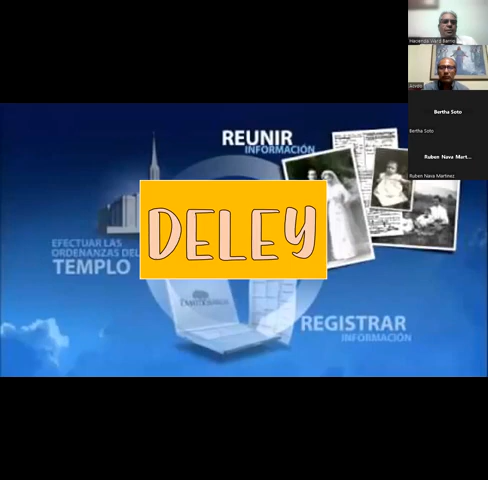 REUNIR
INFORMACIÓN
DELEY
EFECTUAR LAS
ORDENANZAS DEL
TEMPLO
REGISTRAR
INFORMACIÓN
Bertha Soto
Bertha Soto
Ruben Nava Mart...
Ruben Nava Martinez